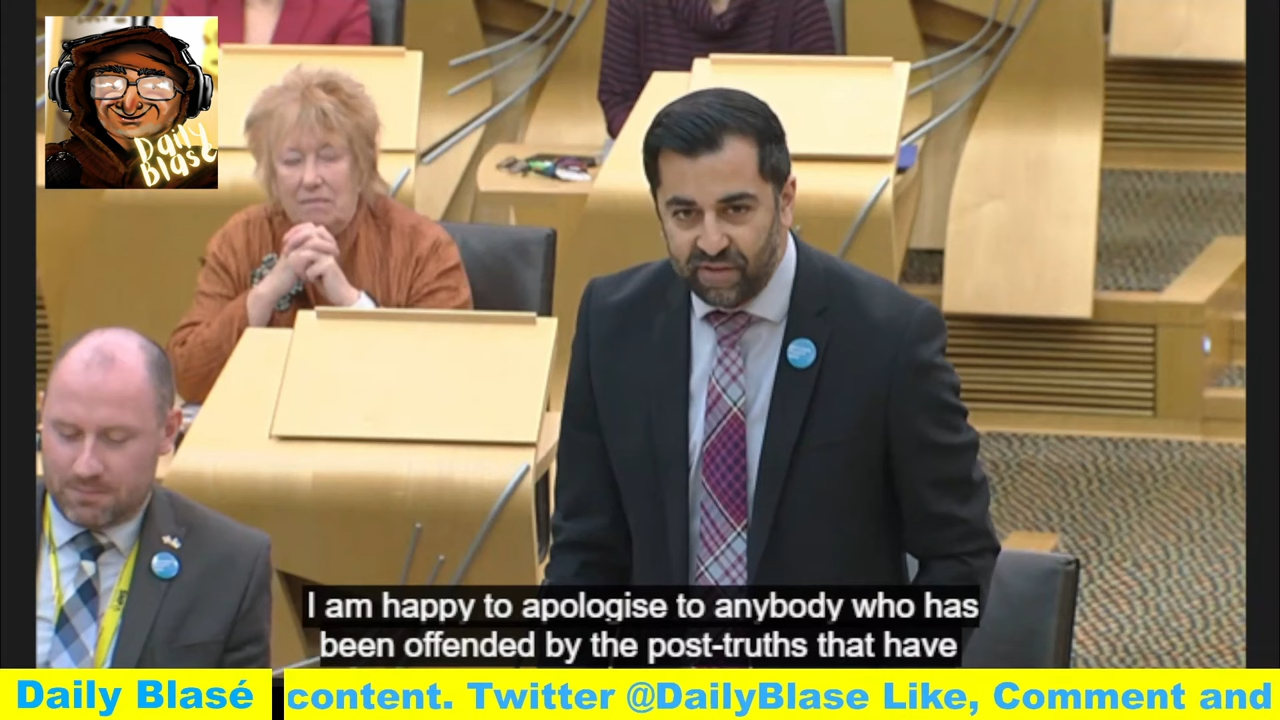 Daily
Blasé
I am happy to apologise to anybody who has
been offended by the post-truths that have
Daily Blasé
content. Twitter @DailyBlase Like, Comment and